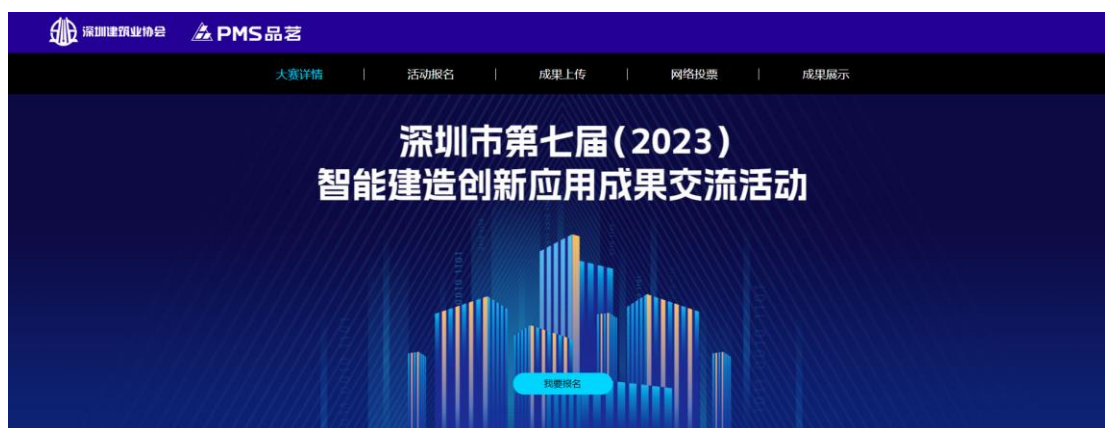 深圳建筑业协会 PMS品茗
大赛详情 | 活动报名 | 成果上传 | 网络投票 | 成果展示
深圳市第七届(2023)
智能建造创新应用成果交流活动
我要报名